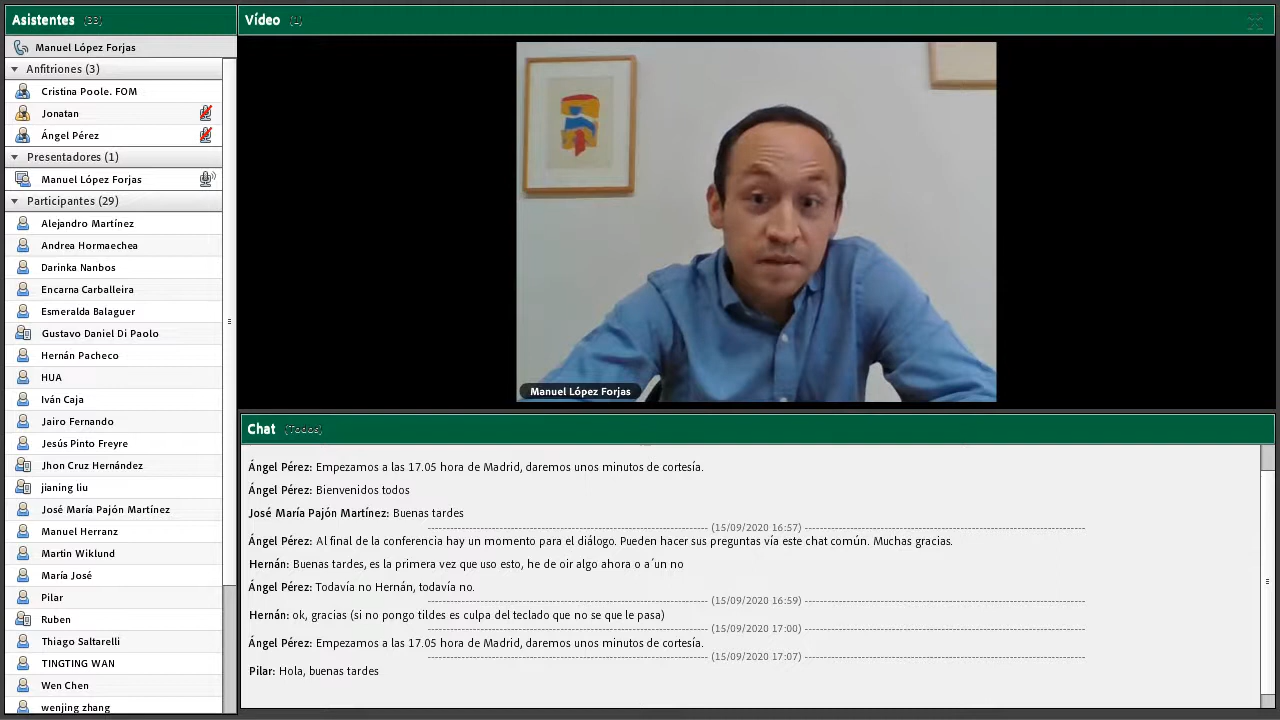 Asistentes (33)
Manuel López Forjas
Anfitriones (3)
Cristina Poole. FOM
Jonatan
Ángel Pérez
Presentadores (1)
Manuel López Forjas
Participantes (29)
Alejandro Martínez
Andrea Hormaechea
Darinka Nanbos
Encarna Carballeira
Esmeralda Balaguer
Gustavo Daniel Di Paolo
Hernán Pacheco
HUA
Iván Caja
Jairo Fernando
Jesús Pinto Freyre
Jhon Cruz Hernández
jianing liu
José María Pajón Martínez
Manuel Herranz
Martin Wiklund
María José
Pilar
Ruben
Thiago Saltarelli
TINGTING WAN
Wen Chen
wenjing zhang
Vídeo (1)
Manuel López Forjas
Chat (Todos)
Ángel Pérez: Empezamos a las 17.05 hora de Madrid, daremos unos minutos de cortesía.
Ángel Pérez: Bienvenidos todos
José María Pajón Martínez: Buenas tardes
(15/09/2020 16:57)
Ángel Pérez: Al final de la conferencia hay un momento para el diálogo. Pueden hacer sus preguntas vía este chat común. Muchas gracias.
Hernán: Buenas tardes, es la primera vez que uso esto, he de oir algo ahora o a´un no
Ángel Pérez: Todavía no Hernán, todavía no.
(15/09/2020 16:59)
Hernán: ok, gracias (si no pongo tildes es culpa del teclado que no se que le pasa)
(15/09/2020 17:00)
Ángel Pérez: Empezamos a las 17.05 hora de Madrid, daremos unos minutos de cortesía.
(15/09/2020 17:07)
Pilar: Hola, buenas tardes